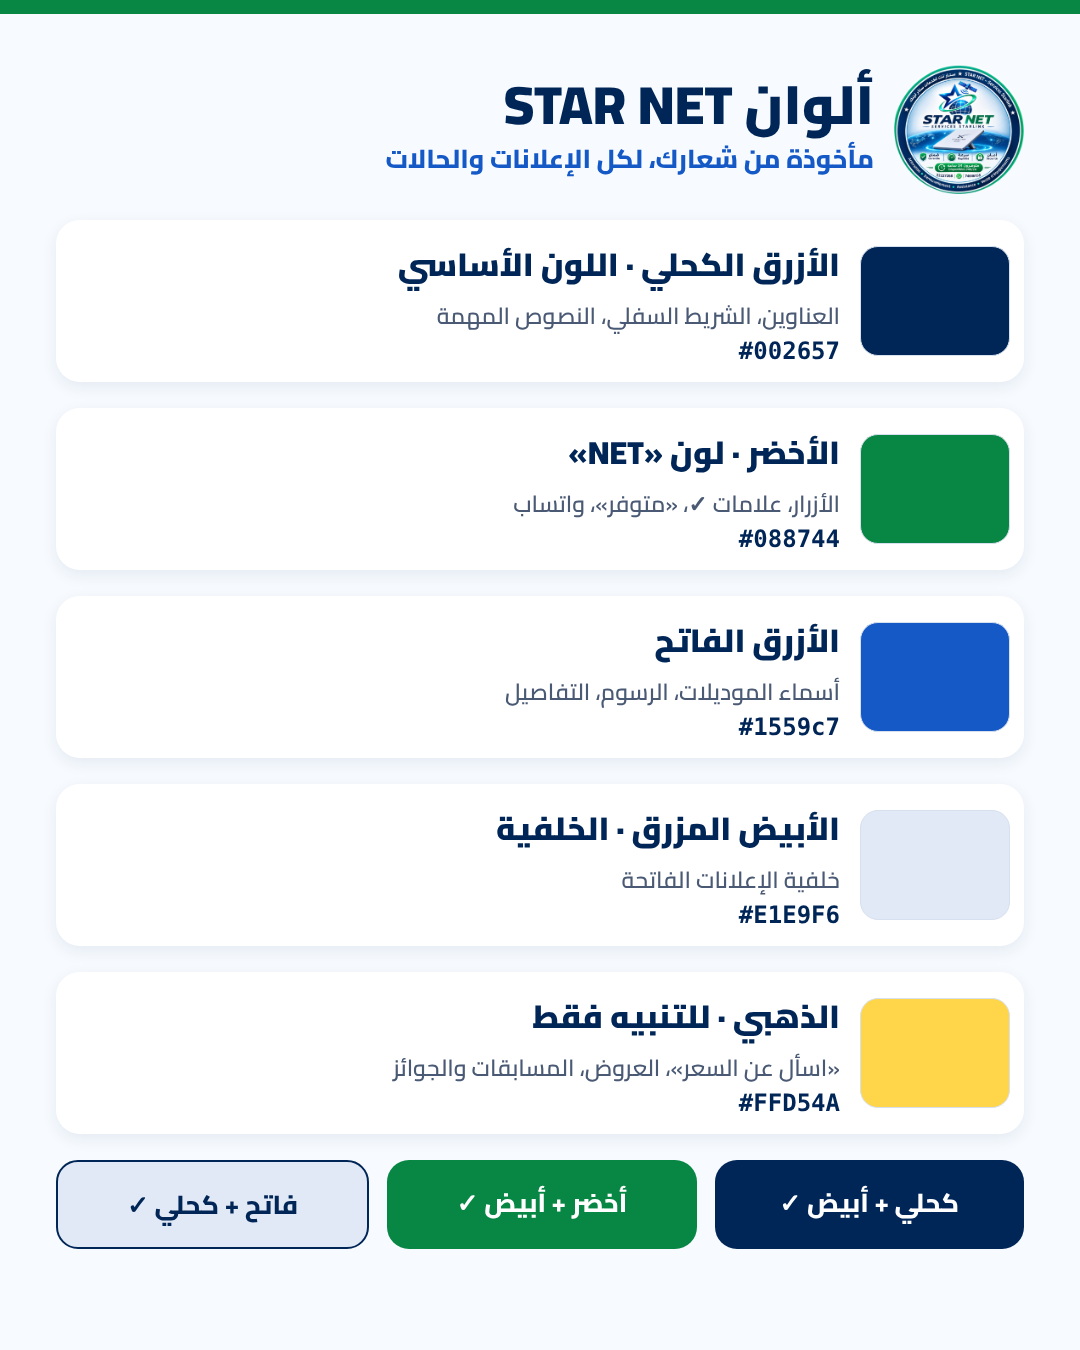 ألوان STAR NET
مأخوذة من شعارك، لكل الإعلانات والحالات
STAR NET
الأزرق الكحلي · اللون الأساسي
العناوين، الشريط السفلي، النصوص المهمة
#002657
الأخضر · لون «NET»
الأزرار، علامات ✓، «متوفر»، واتساب
#088744
الأزرق الفاتح
أسماء الموديلات، الرسوم، التفاصيل
#1559c7
الأبيض المزرق · الخلفية
خلفية الإعلانات الفاتحة
#E1E9F6
الذهبي · للتنبيه فقط
«اسأل عن السعر»، العروض، المسابقات والجوائز
#FFD54A
كحلي + أبيض ✓
أخضر + أبيض ✓
فاتح + كحلي ✓